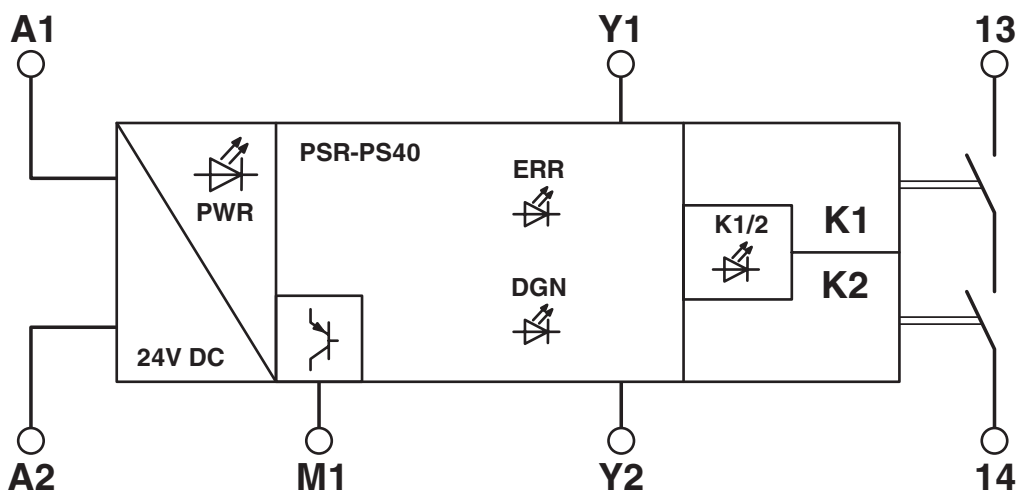 A1
Y1
13
PSR-PS40
ERR
PWR
K1/2
K1
DGN
K2
24V DC
A2
M1
Y2
14